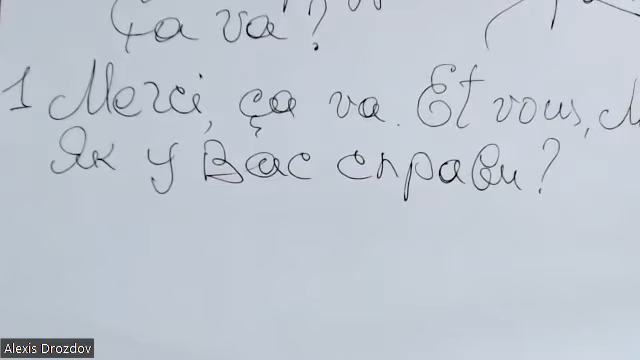 Ça va?
1 Merci, ça va. Et vous,
Як у Вас справи?
Alexis Drozdov